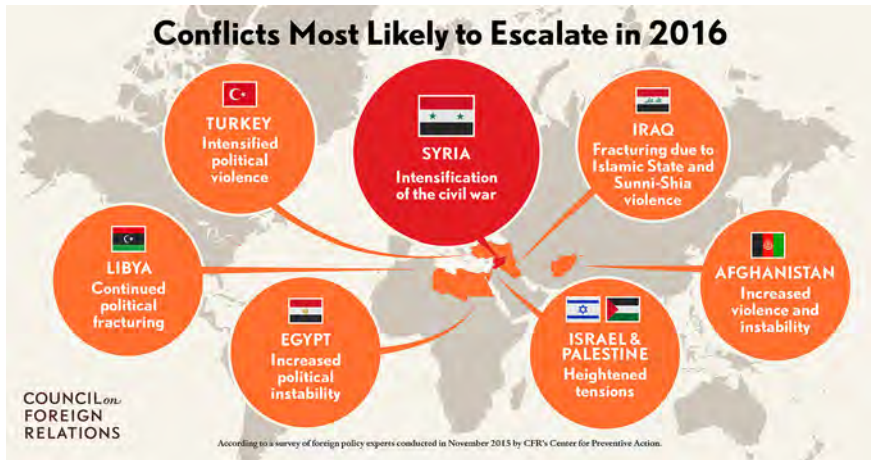 Conflicts Most Likely to Escalate in 2016
TURKEY
Intensified
political
violence
SYRIA
Intensification
of the civil war
IRAQ
Fracturing due to
Islamic State and
Sunni-Shia
violence
LIBYA
Continued
political
fracturing
EGYPT
Increased
political
instability
ISRAEL &
PALESTINE
Heightened
tensions
AFGHANISTAN
Increased
violence and
instability
COUNCIL on
FOREIGN
RELATIONS
According to a survey of foreign policy experts conducted in November 2015 by CFR's Center for Preventive Action.